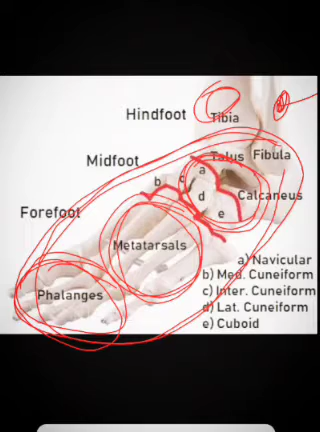 Hindfoot
Tibia
Midfoot
Talus
Fibula
a
b
c
d
Calcaneus
e
Forefoot
Metatarsals
Phalanges
a) Navicular
b) Med. Cuneiform
c) Inter. Cuneiform
d) Lat. Cuneiform
e) Cuboid